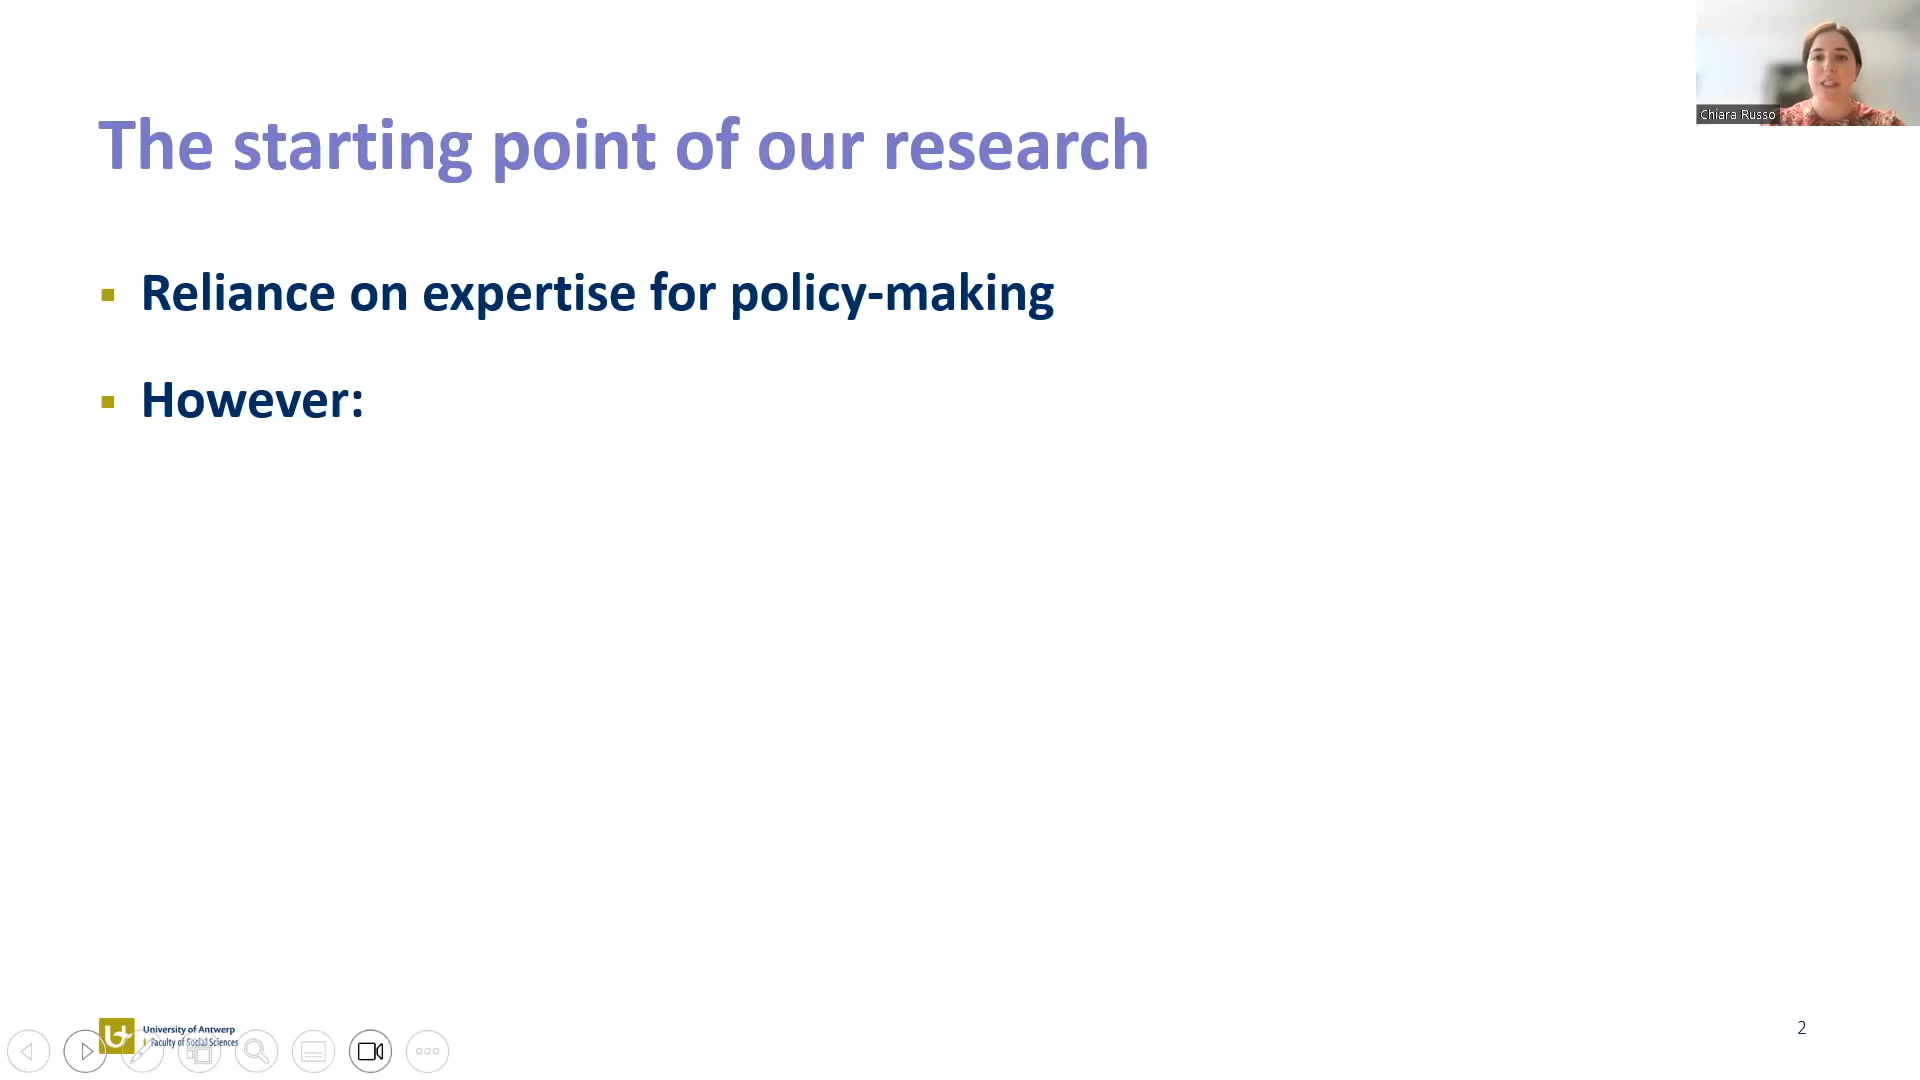 Chiara Russo
The starting point of our research
▪ Reliance on expertise for policy-making
▪ However:
University of Antwerp
Faculty of Social Sciences
2